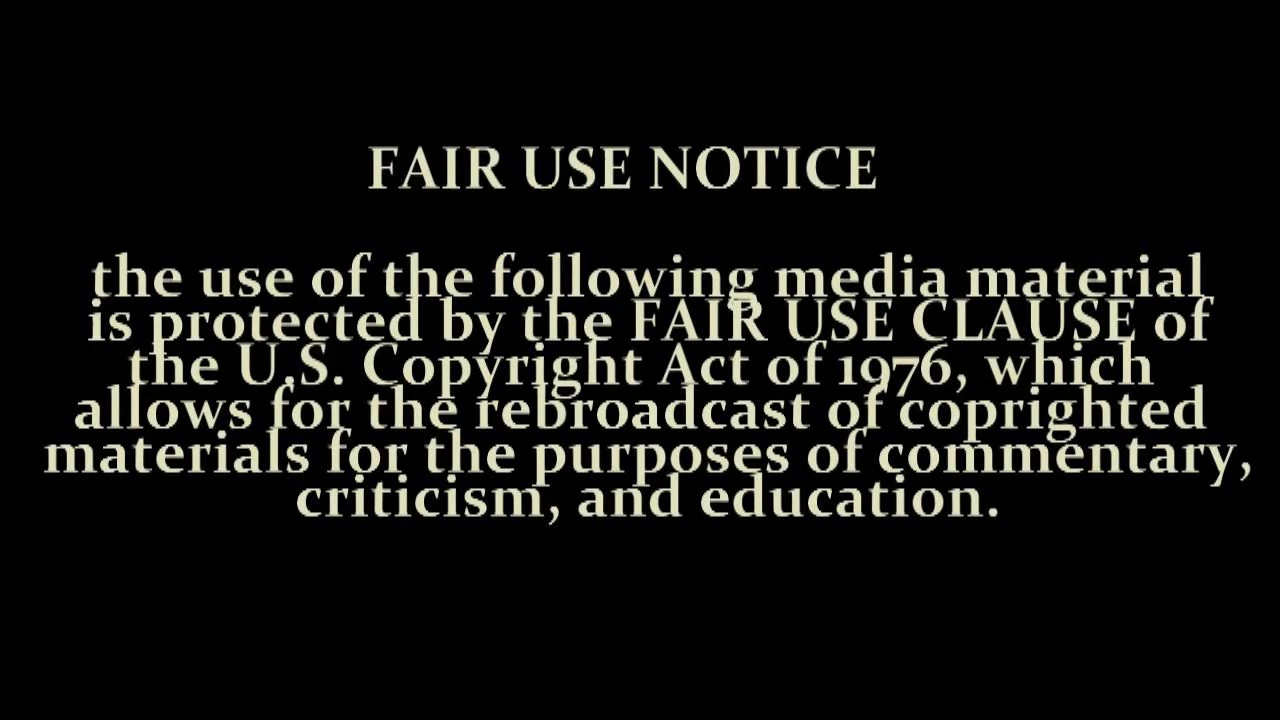 FAIR USE NOTICE
the use of the following media material
is protected by the FAIR USE CLAUSE of
the U.S. Copyright Act of 1976, which
allows for the rebroadcast of coprighted
materials for the purposes of commentary,
criticism, and education.